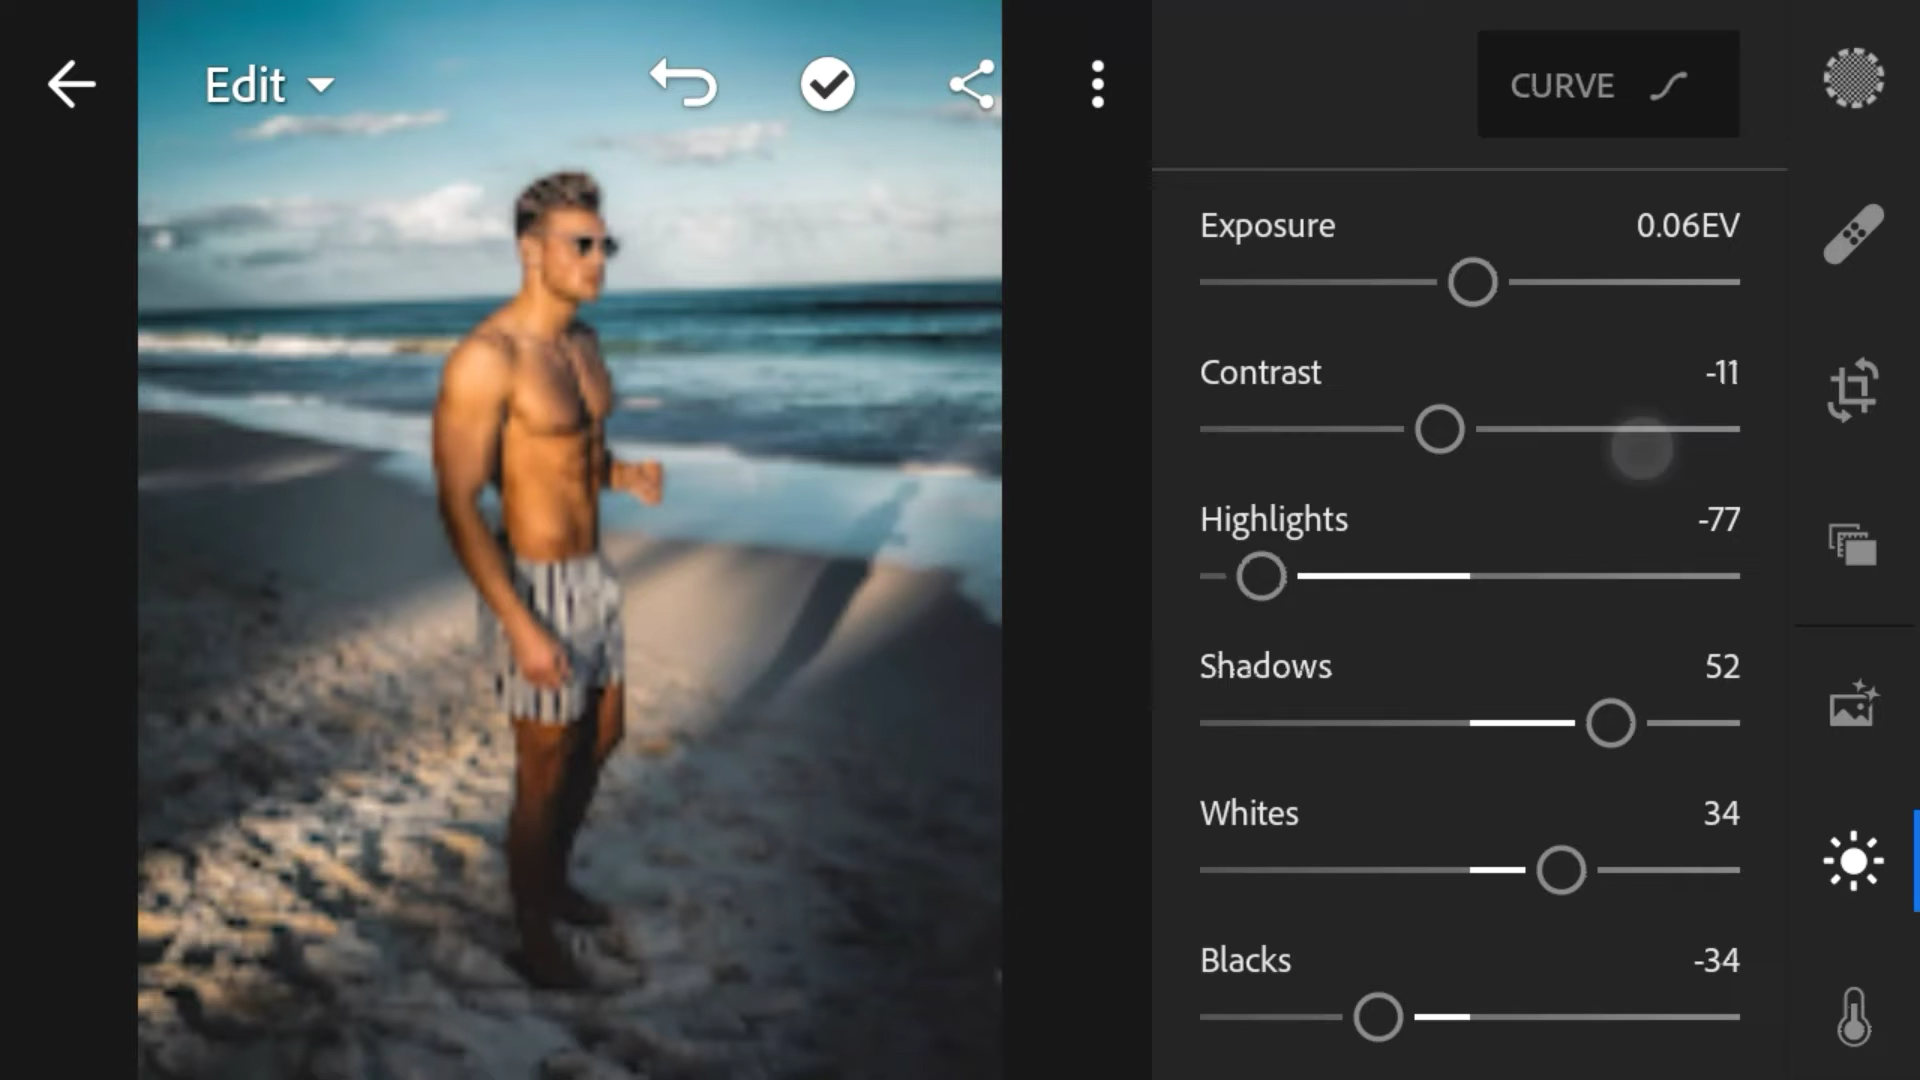 Edit
CURVE
Exposure 0.06EV
Contrast -11
Highlights -77
Shadows 52
Whites 34
Blacks -34